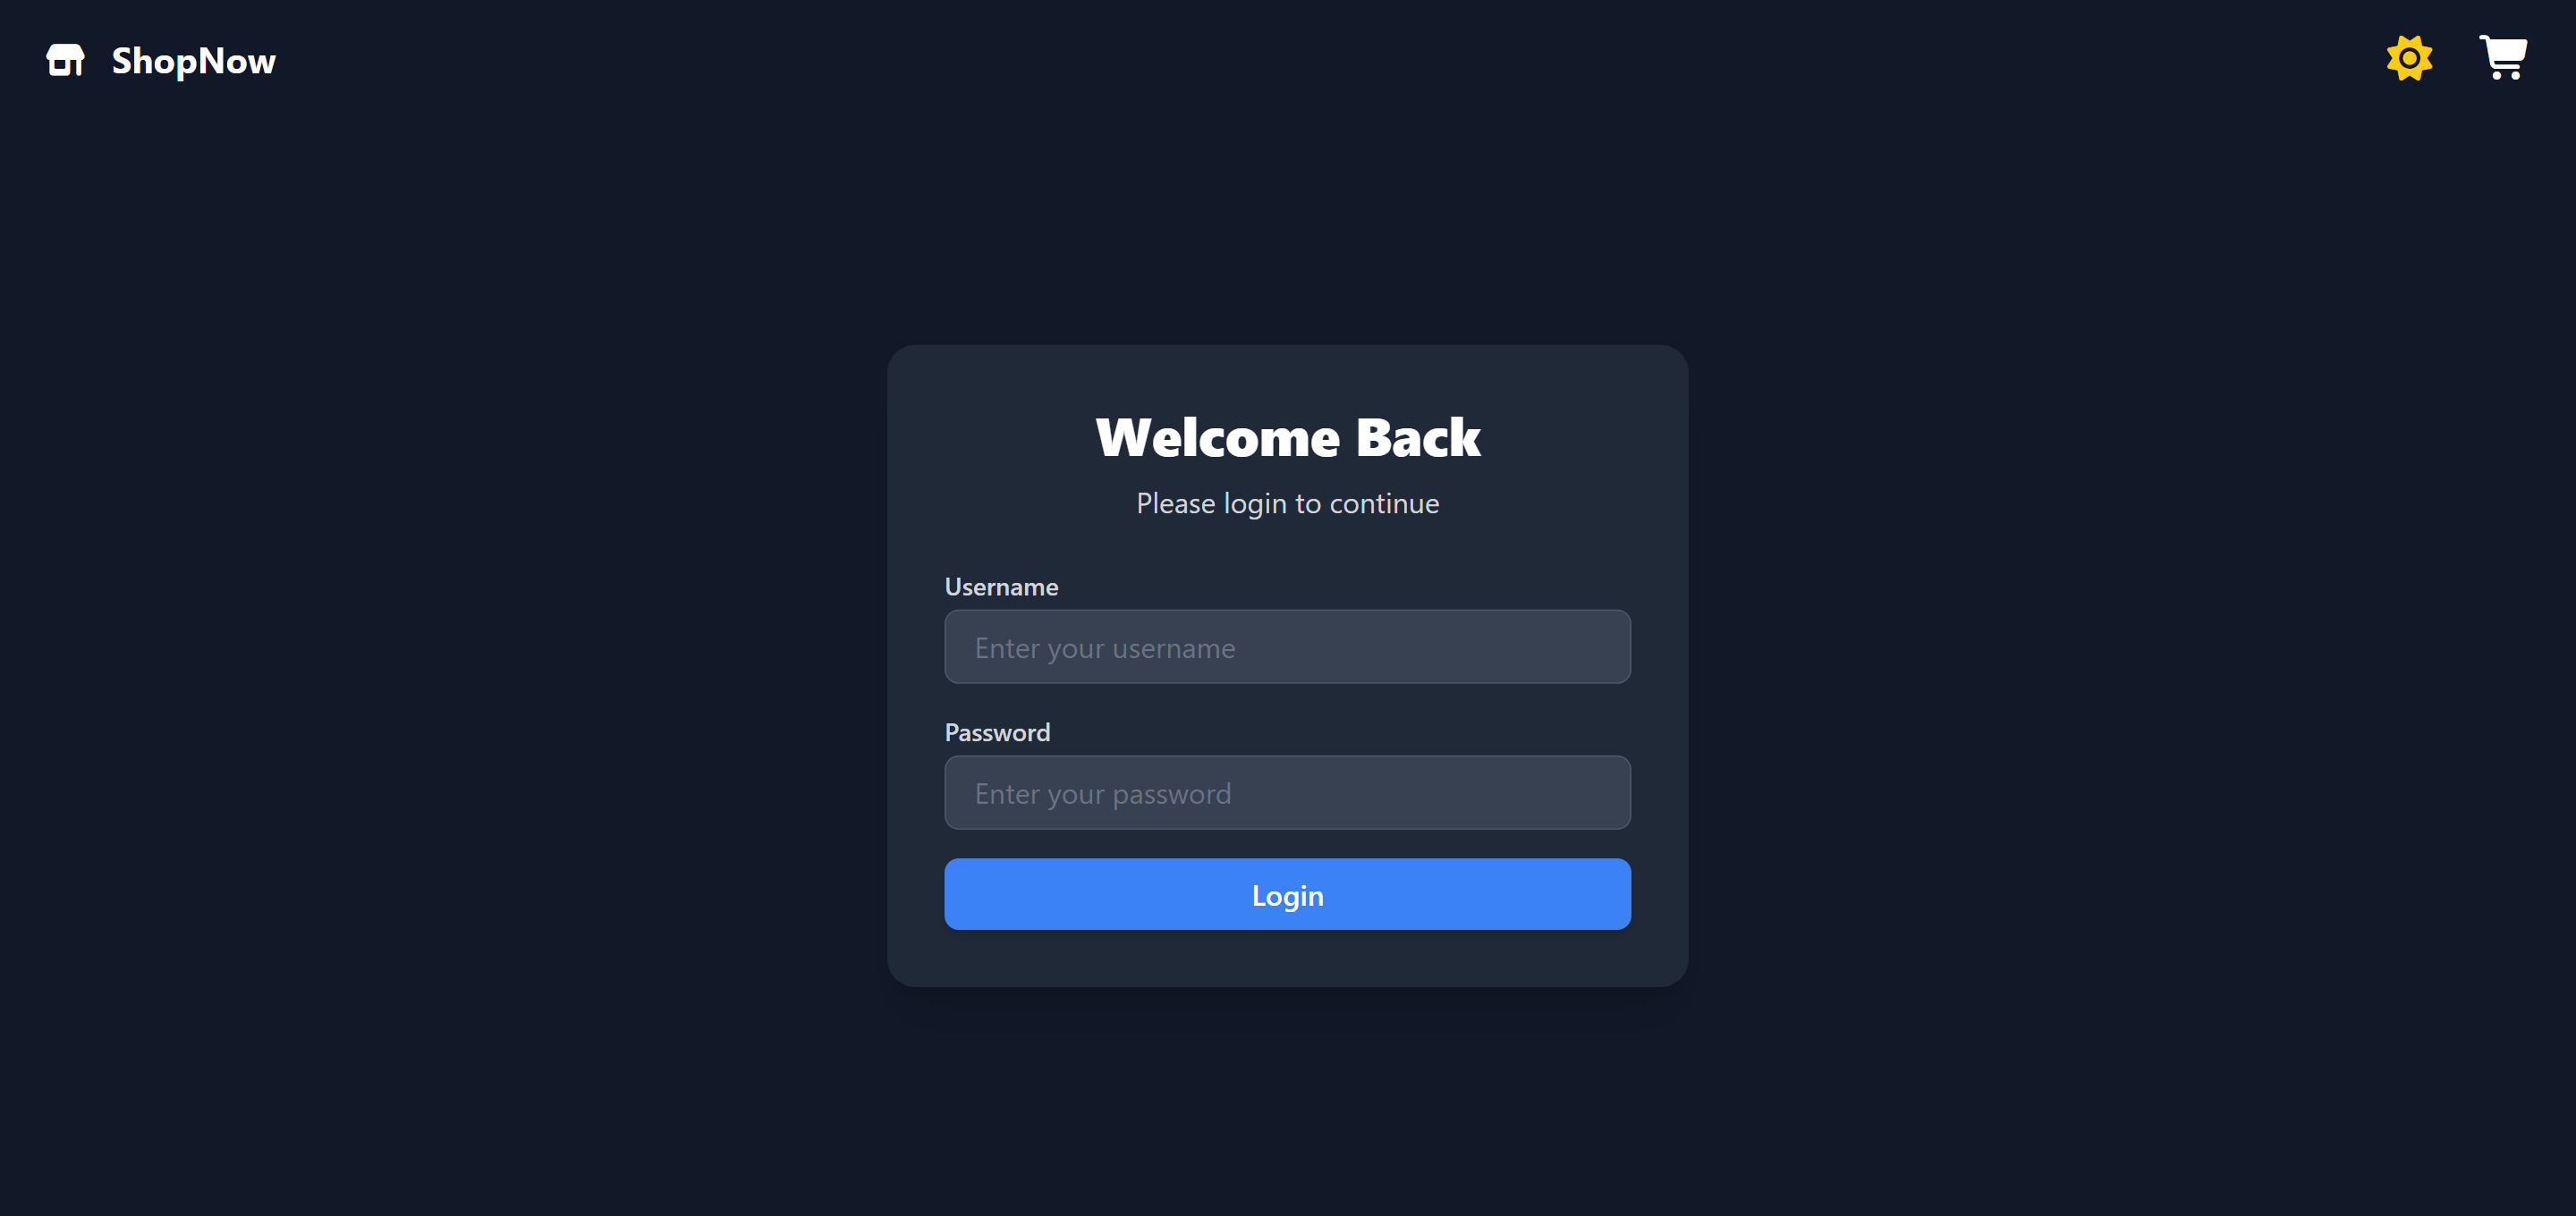 ShopNow
Welcome Back
Please login to continue
Username
Enter your username
Password
Enter your password
Login